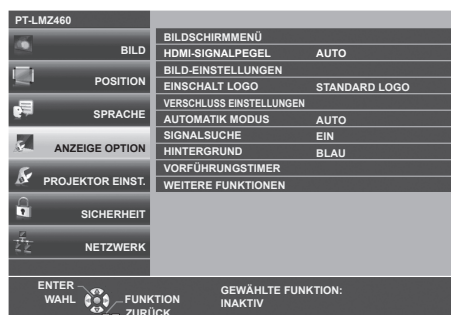 PT-LMZ460
BILD
POSITION
SPRACHE
ANZEIGE OPTION
PROJEKTOR EINST.
SICHERHEIT
NETZWERK
BILDSCHIRMMENÜ
HDMI-SIGNALPEGEL AUTO
BILD-EINSTELLUNGEN
EINSCHALT LOGO STANDARD LOGO
VERSCHLUSS EINSTELLUNGEN
AUTOMATIK MODUS AUTO
SIGNALSUCHE EIN
HINTERGRUND BLAU
VORFÜHRUNGSTIMER
WEITERE FUNKTIONEN
ENTER
WAHL
FUNKTION
ZURÜCK
GEWÄHLTE FUNKTION:
INAKTIV